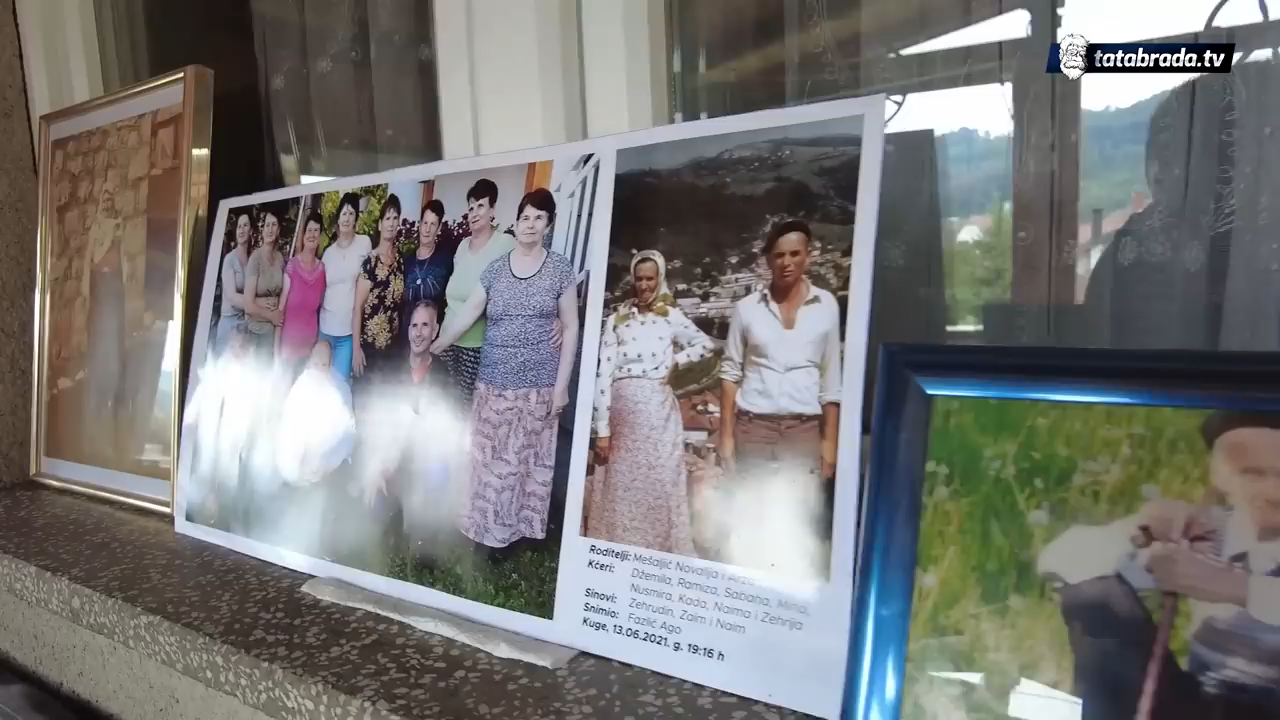 tatabrada.tv
Roditelji: Mešaljić Novalija i
Kćeri: Džemila, Ramiza, Sabaha, Mina,
Nusmira, Kada, Naima i Zehrija
Sinovi: Zehrudin, Zaim i Naim
Snimio: Fazlić Ago
Kuge, 13.06.2021. g. 19:16 h